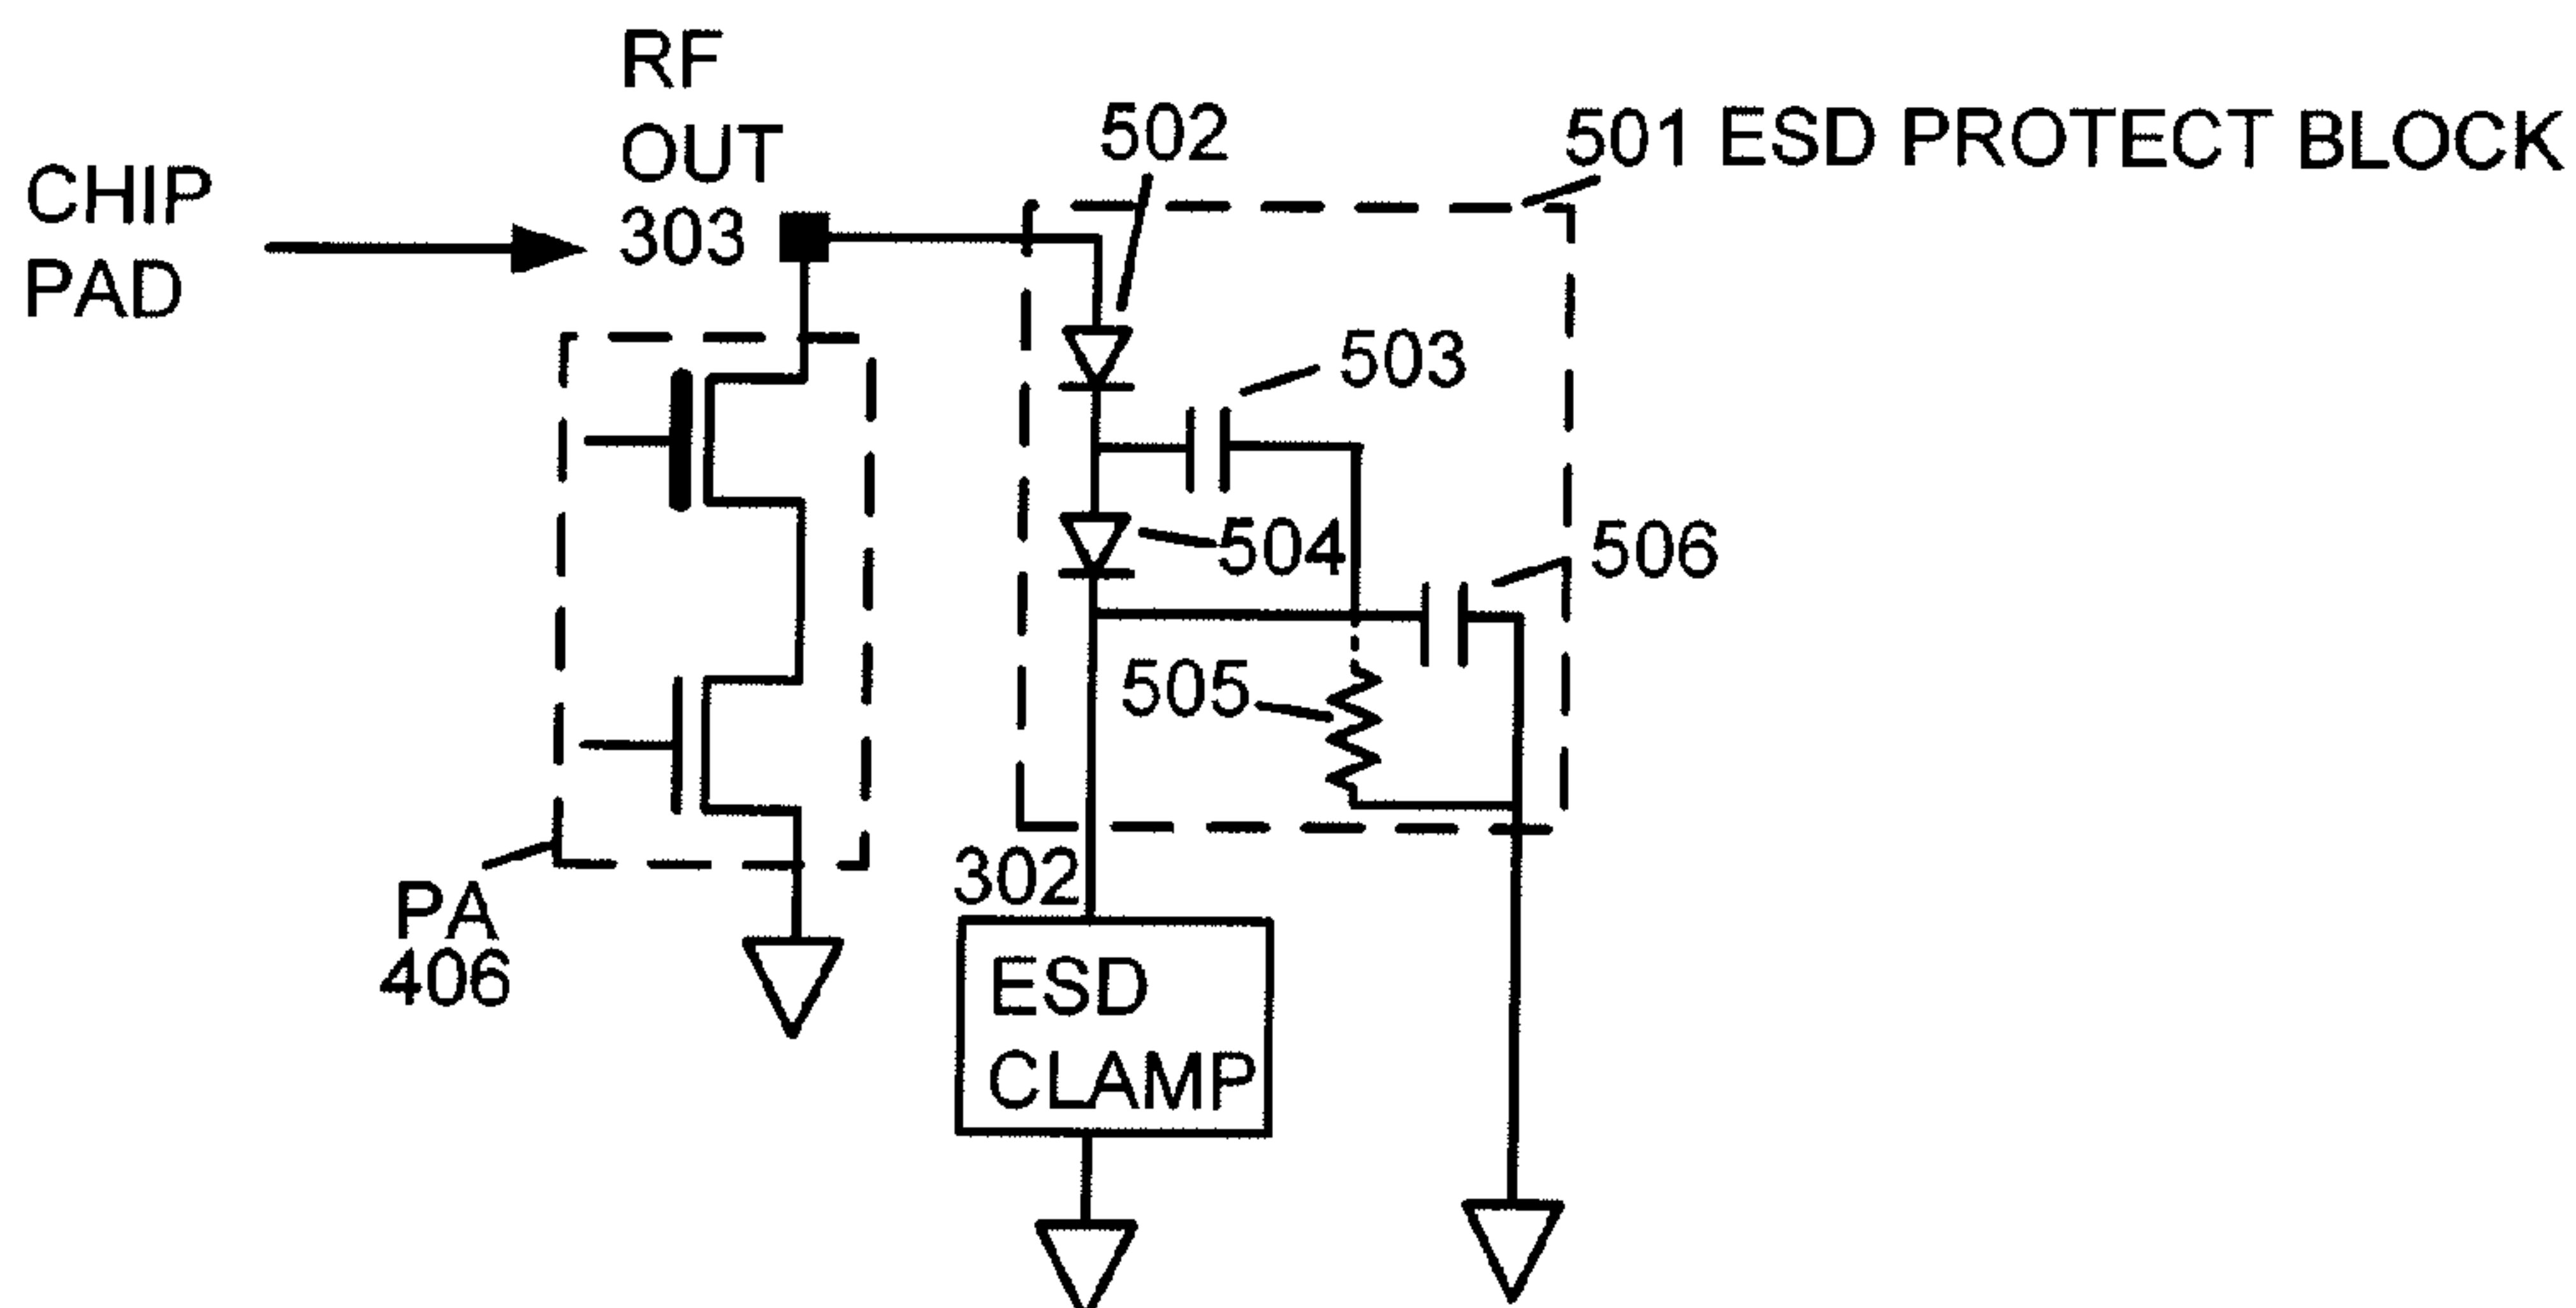 CHIP
PAD
RF
OUT
303
502
501 ESD PROTECT BLOCK
503
504
506
505
302
ESD
CLAMP
PA
406